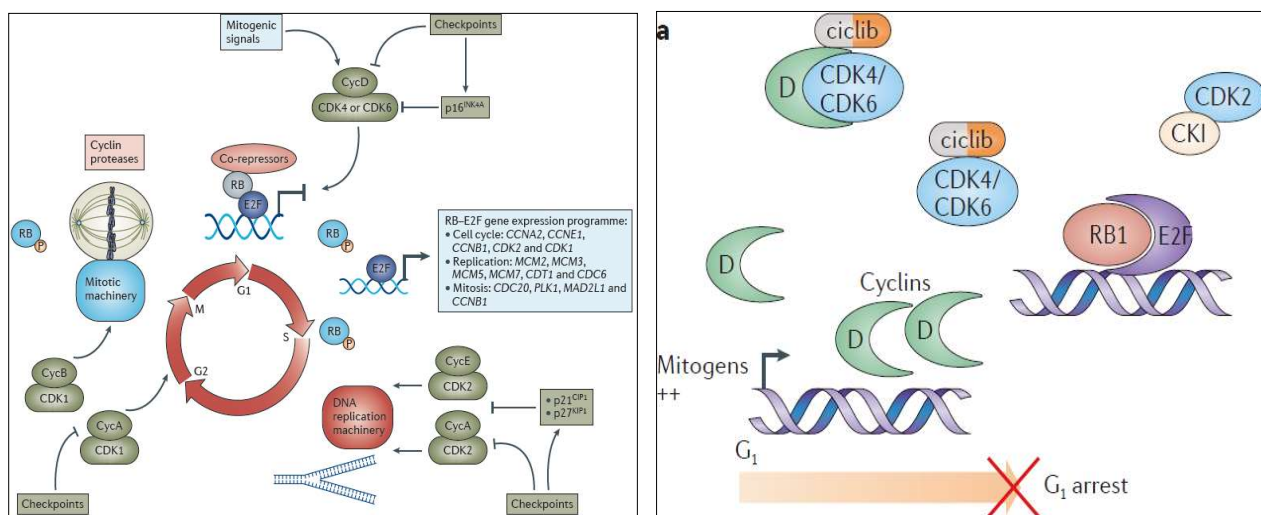 Mitogenic
signals
Checkpoints
CycD
CDK4 or CDK6
p16INK4A
Cyclin
proteases
Co-repressors
RB
E2F
RB
P
RB
P
Mitotic
machinery
E2F
RB–E2F gene expression programme:
• Cell cycle: CCNA2, CCNE1,
CCNB1, CDK2 and CDK1
• Replication: MCM2, MCM3,
MCM5, MCM7, CDT1 and CDC6
• Mitosis: CDC20, PLK1, MAD2L1 and
CCNB1
G1
M
S
G2
RB
P
CycB
CDK1
CycA
CDK1
DNA
replication
machinery
CycE
CDK2
CycA
CDK2
• p21CIP1
• p27KIP1
Checkpoints
Checkpoints
a
ciclib
D
CDK4/
CDK6
CDK2
CKI
ciclib
CDK4/
CDK6
RB1
E2F
D
Cyclins
D
D
Mitogens
++
G1
G1 arrest